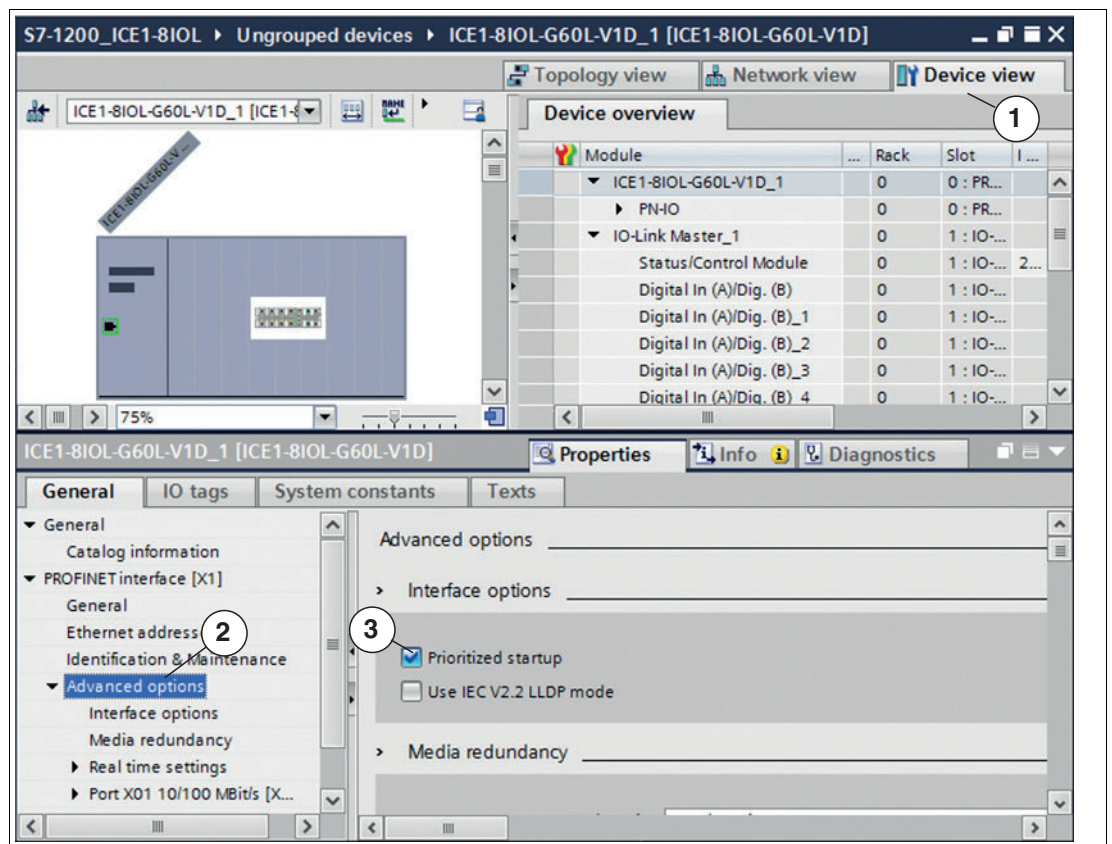 S7-1200_ICE1-8IOL ▸ Ungrouped devices ▸ ICE1-8IOL-G60L-V1D_1 [ICE1-8IOL-G60L-V1D]
Topology view
Network view
Device view
1
ICE1-8IOL-G60L-V1D_1 [ICE1-8
ICE1-8IOL-G60L-V ...
75%
Device overview
Module ... Rack Slot I ...
ICE1-8IOL-G60L-V1D_1 0 0 : PR...
PN-IO 0 0 : PR...
IO-Link Master_1 0 1 : IO-...
Status/Control Module 0 1 : IO-... 2...
Digital In (A)/Dig. (B) 0 1 : IO-...
Digital In (A)/Dig. (B)_1 0 1 : IO-...
Digital In (A)/Dig. (B)_2 0 1 : IO-...
Digital In (A)/Dig. (B)_3 0 1 : IO-...
Digital In (A)/Dig. (B)_4 0 1 : IO-...
ICE1-8IOL-G60L-V1D_1 [ICE1-8IOL-G60L-V1D]
Properties
Info
Diagnostics
General
IO tags
System constants
Texts
General
Catalog information
PROFINET interface [X1]
General
Ethernet address
2
Identification & Maintenance
Advanced options
Interface options
Media redundancy
Real time settings
Port X01 10/100 MBit/s [X...
Advanced options
Interface options
3
Prioritized startup
Use IEC V2.2 LLDP mode
Media redundancy